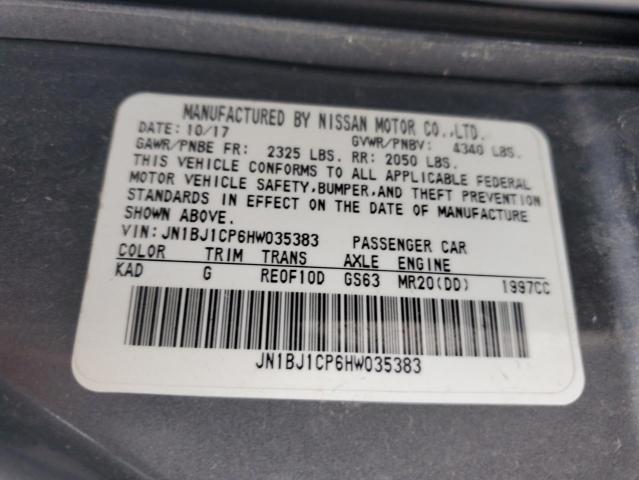 MANUFACTURED BY NISSAN MOTOR CO.,LTD.
DATE: 10/17 GVWR/PNBV: 4340 LBS.
GAWR/PNBE FR: 2325 LBS. RR: 2050 LBS.
THIS VEHICLE CONFORMS TO ALL APPLICABLE FEDERAL
MOTOR VEHICLE SAFETY,BUMPER,AND THEFT PREVENTION
STANDARDS IN EFFECT ON THE DATE OF MANUFACTURE
SHOWN ABOVE.
VIN:JN1BJ1CP6HW035383 PASSENGER CAR
COLOR TRIM TRANS AXLE ENGINE
KAD G RE0F10D GS63 MR20(DD) 1997CC
JN1BJ1CP6HW035383